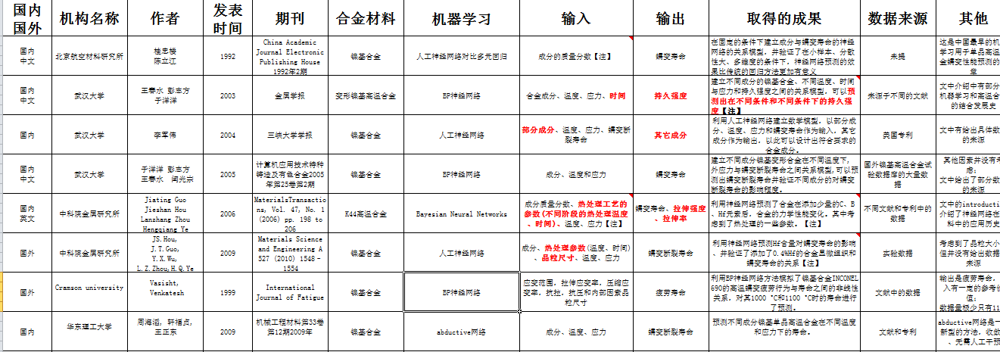 国内
国外
机构名称
作者
发表
时间
期刊
合金材料
机器学习
输入
输出
取得的成果
数据来源
其他
国内
中文
北京航空材料研究所
桂忠楼
陈立江
1992
China Academic
Journal Electronic
Publishing House
1992年2期
镍基合金
人工神经网络对比多元回归
成分的质量分数【注】
蠕变寿命
在固定的条件下建立成分与蠕变寿命的神经
网络的关系模型，并验证了在小样本、分散
性大、多维度的条件下，神经网络预测的效
果比传统的回归方法更加有意义
未提
这是中国最早的机
学习用于单品高温
金蠕变性能预测的
章
国内
中文
武汉大学
王春水 彭志方
于洋洋
2003
金属学报
变形镍基高温合金
BP神经网络
合金成分、温度、应力、时间
持久强度
建立不同成分的镍基合金、不同温度、时间
与应力和持久强度之间的关系模型，可以预
测出在不同条件和不同条件下的持久强
度【注】
来源于不同的文献
文中介绍中有部分
机器学习和高温合
的结合发展史
国内
武汉大学
李军伟
2004
三峡大学学报
镍基合金
人工神经网络
部分成分、温度、应力、蠕变断
裂寿命
其它成分
利用人工神经网络建立数学模型，以部分成
分、温度、应力和蠕变寿命作为输入，其它
成分作为输出，以此可以设计出符合要求的
合金成分。
美国专利
文中有给出具体数
的来源
国内
中文
武汉大学
于洋洋 彭志方
王春水 闫光宗
2005
计算机应用技术特种
铸造及有色合金2005
年第25卷第2期
镍基合金
BP神经网络
成分、温度和应力
蠕变寿命
建立不同成分镍基变形合金在不同温度下，
外应力与蠕变断裂寿命之间关系模型，可以预
测出蠕变断裂寿命并验证不同成分的对蠕变
断裂寿命的影响程度。
国外镍基高温合金试
验数据库的大量数
据
其他因素并没有考
虑；
文中给出了部分数
的来源
国内
英文
中科院金属研究所
Jiating Guo
Jieshan Hou
Lanzhang Zhou
Hengqiang Ye
2006
MaterialsTransactio
ns, Vol. 47, No. 1
(2006) pp. 198 to
206
K44高温合金
Bayesian Neural Networks
成分质量分数、热处理工艺的
参数(不同阶段的热处理温度
、时间)、温度、应力【注】
蠕变寿命、拉伸强度
、拉伸率
利用神经网络预测了合金在添加少量的C、B
、Hf元素后，合金的力学性能变化。其中考
虑到了热处理的一些参数。【注】
不同文献和专利中的
数据
文中的introducti
介绍了神经网络在
料中的应用历史
国外
中科院金属研究所
JS.Hou,
J.T.Guo,
Y.X.Wu,
L.Z.Zhou,H.Q.Ye
2009
Materials Science
and Engineering A
527 (2010) 1548–
1554
镍基合金
人工神经网络
成分、热处理参数(温度、时间)
、晶粒尺寸、温度、应力
蠕变断裂寿命
利用神经网络预测Hf含量对蠕变寿命的影响
，并验证了添加了0.4%Hf的合金显微组织和
蠕变寿命的关系【注】
实验数据
考虑到了晶粒大小
但并没有给出数据
来源
国外
Cramson university
Vasisht,
Venkatesh
1999
International
Journal of Fatigue
镍基合金
BP神经网络
应变范围，拉伸应变率，压缩应
变率，抗拉，抗压和内部因素晶
粒尺寸
疲劳寿命
利用BP神经网络方法模拟了镍基合金INCONEL
690的高温蠕变疲劳行为与寿命之间的非线性
关系，对其1000 °C和1100 °C时的寿命进行
了预测。
文献中的数据
输出是疲劳寿命，
入有一定的参考价
值；
数据量极少只有11
国内
华东理工大学
周海滔，轩福贞，
王正东
2009
机械工程材料第33卷
第12期2009年
镍基合金
abductive网络
成分、温度、应力
蠕变断裂寿命
预测不同成分镍基单晶高温合金在不同温度
和应力下的寿命。
文献和专利
abductive网络是一
新型的方法，收敛
、无需人工干预